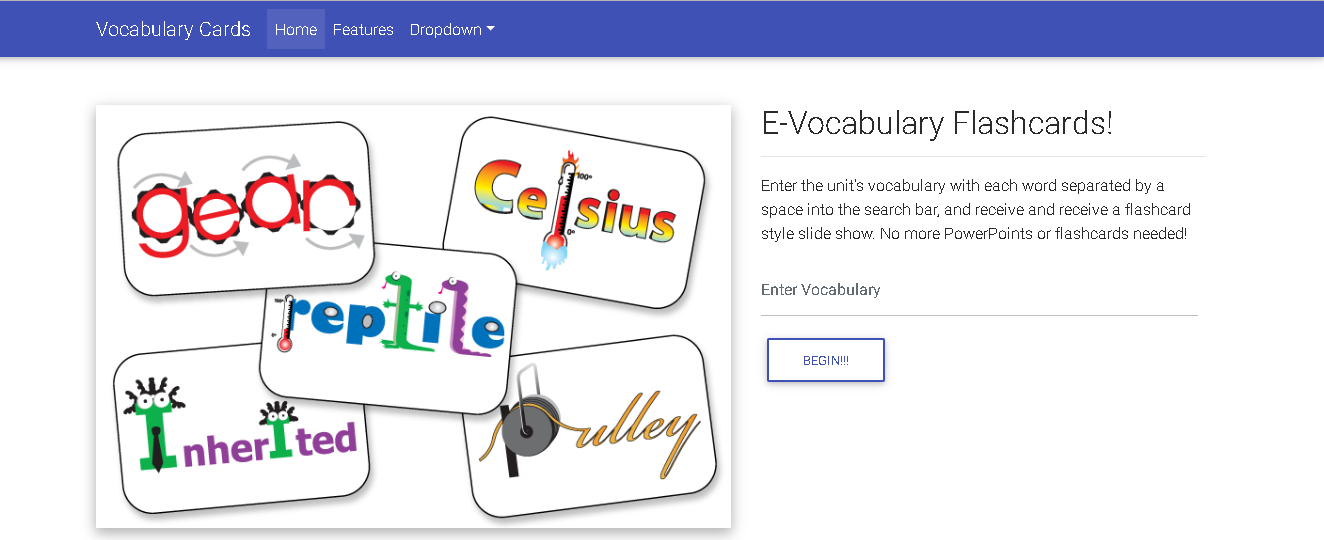 Vocabulary Cards Home Features Dropdown
gear
Celsius
100°
0°
reptile
Inherited
Pulley
E-Vocabulary Flashcards!
Enter the unit's vocabulary with each word separated by a
space into the search bar, and receive and receive a flashcard
style slide show. No more PowerPoints or flashcards needed!
Enter Vocabulary
BEGIN!!!